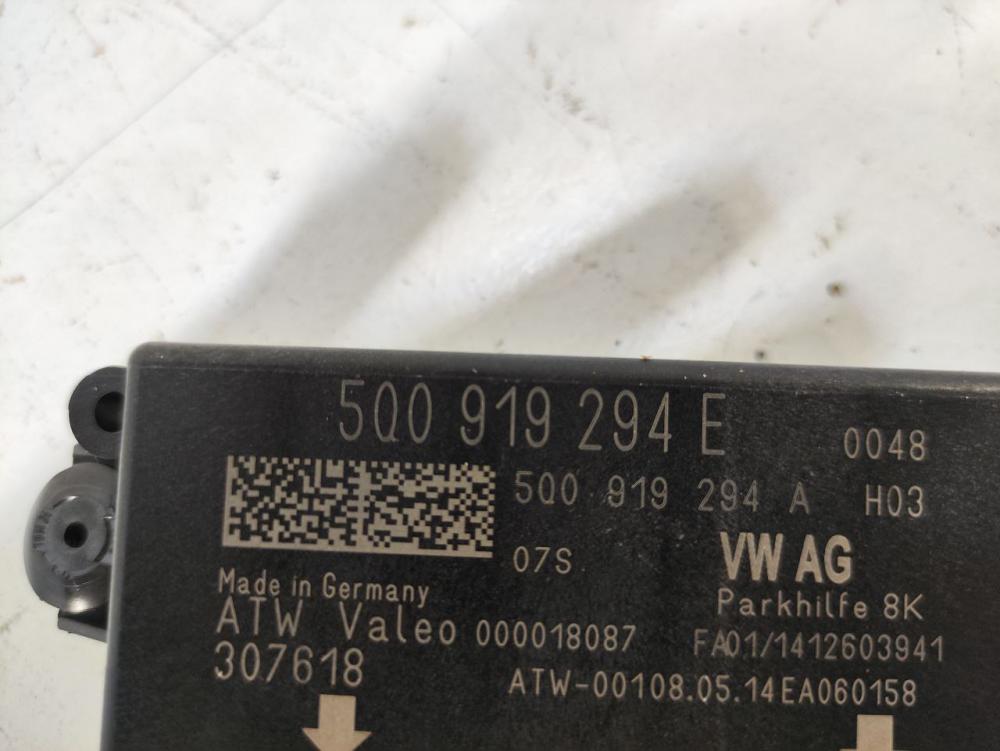 5Q0 919 294 E 0048
5Q0 919 294 A H03
07S VW AG
Made in Germany Parkhilfe 8K
ATW Valeo 000018087 FA01/1412603941
307618 ATW-00108.05.14EA060158